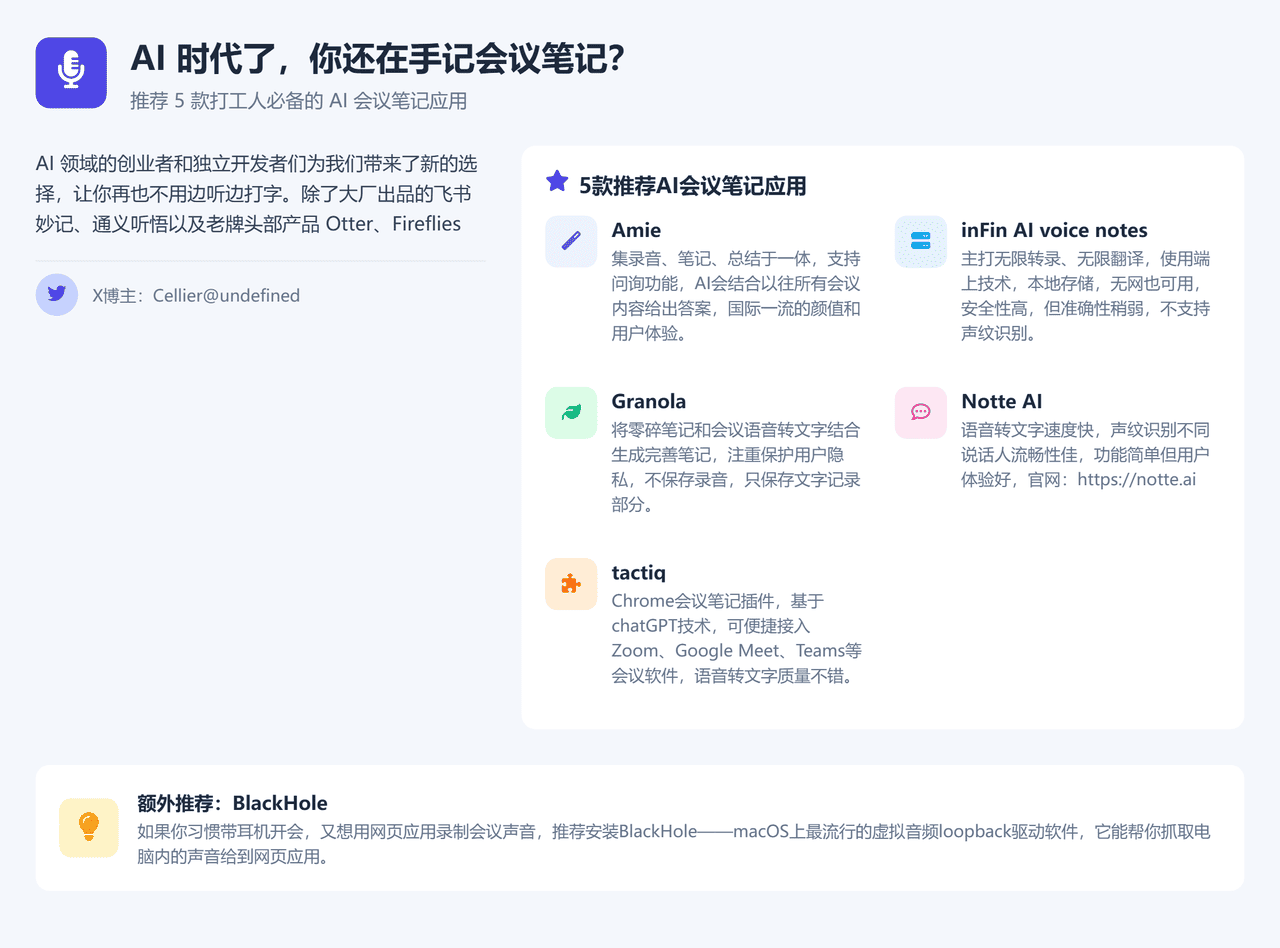 AI 时代了，你还在手记会议笔记？
推荐 5 款打工人必备的 AI 会议笔记应用
AI 领域的创业者和独立开发者们为我们带来了新的选
择，让你再也不用边听边打字。除了大厂出品的飞书
妙记、通义听悟以及老牌头部产品 Otter、Fireflies
X博主：Cellier@undefined
5款推荐AI会议笔记应用
Amie
集录音、笔记、总结于一体，支持
问询功能，AI会结合以往所有会议
内容给出答案，国际一流的颜值和
用户体验。
inFin AI voice notes
主打无限转录、无限翻译，使用端
上技术，本地存储，无网也可用，
安全性高，但准确性稍弱，不支持
声纹识别。
Granola
将零碎笔记和会议语音转文字结合
生成完善笔记，注重保护用户隐
私，不保存录音，只保存文字记录
部分。
Notte AI
语音转文字速度快，声纹识别不同
说话人流畅性佳，功能简单但用户
体验好，官网：https://notte.ai
tactiq
Chrome会议笔记插件，基于
chatGPT技术，可便捷接入
Zoom、Google Meet、Teams等
会议软件，语音转文字质量不错。
额外推荐：BlackHole
如果你习惯带耳机开会，又想用网页应用录制会议声音，推荐安装BlackHole——macOS上最流行的虚拟音频loopback驱动软件，它能帮你抓取电
脑内的声音给到网页应用。